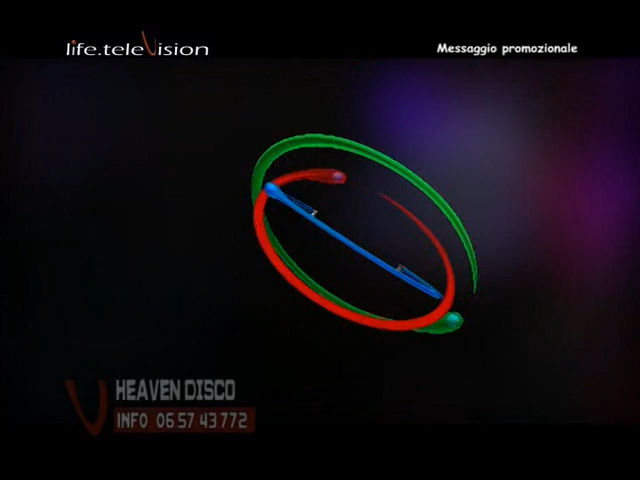 life.teleVision
Messaggio promozionale
HEAVEN DISCO
INFO 06.57.43.772